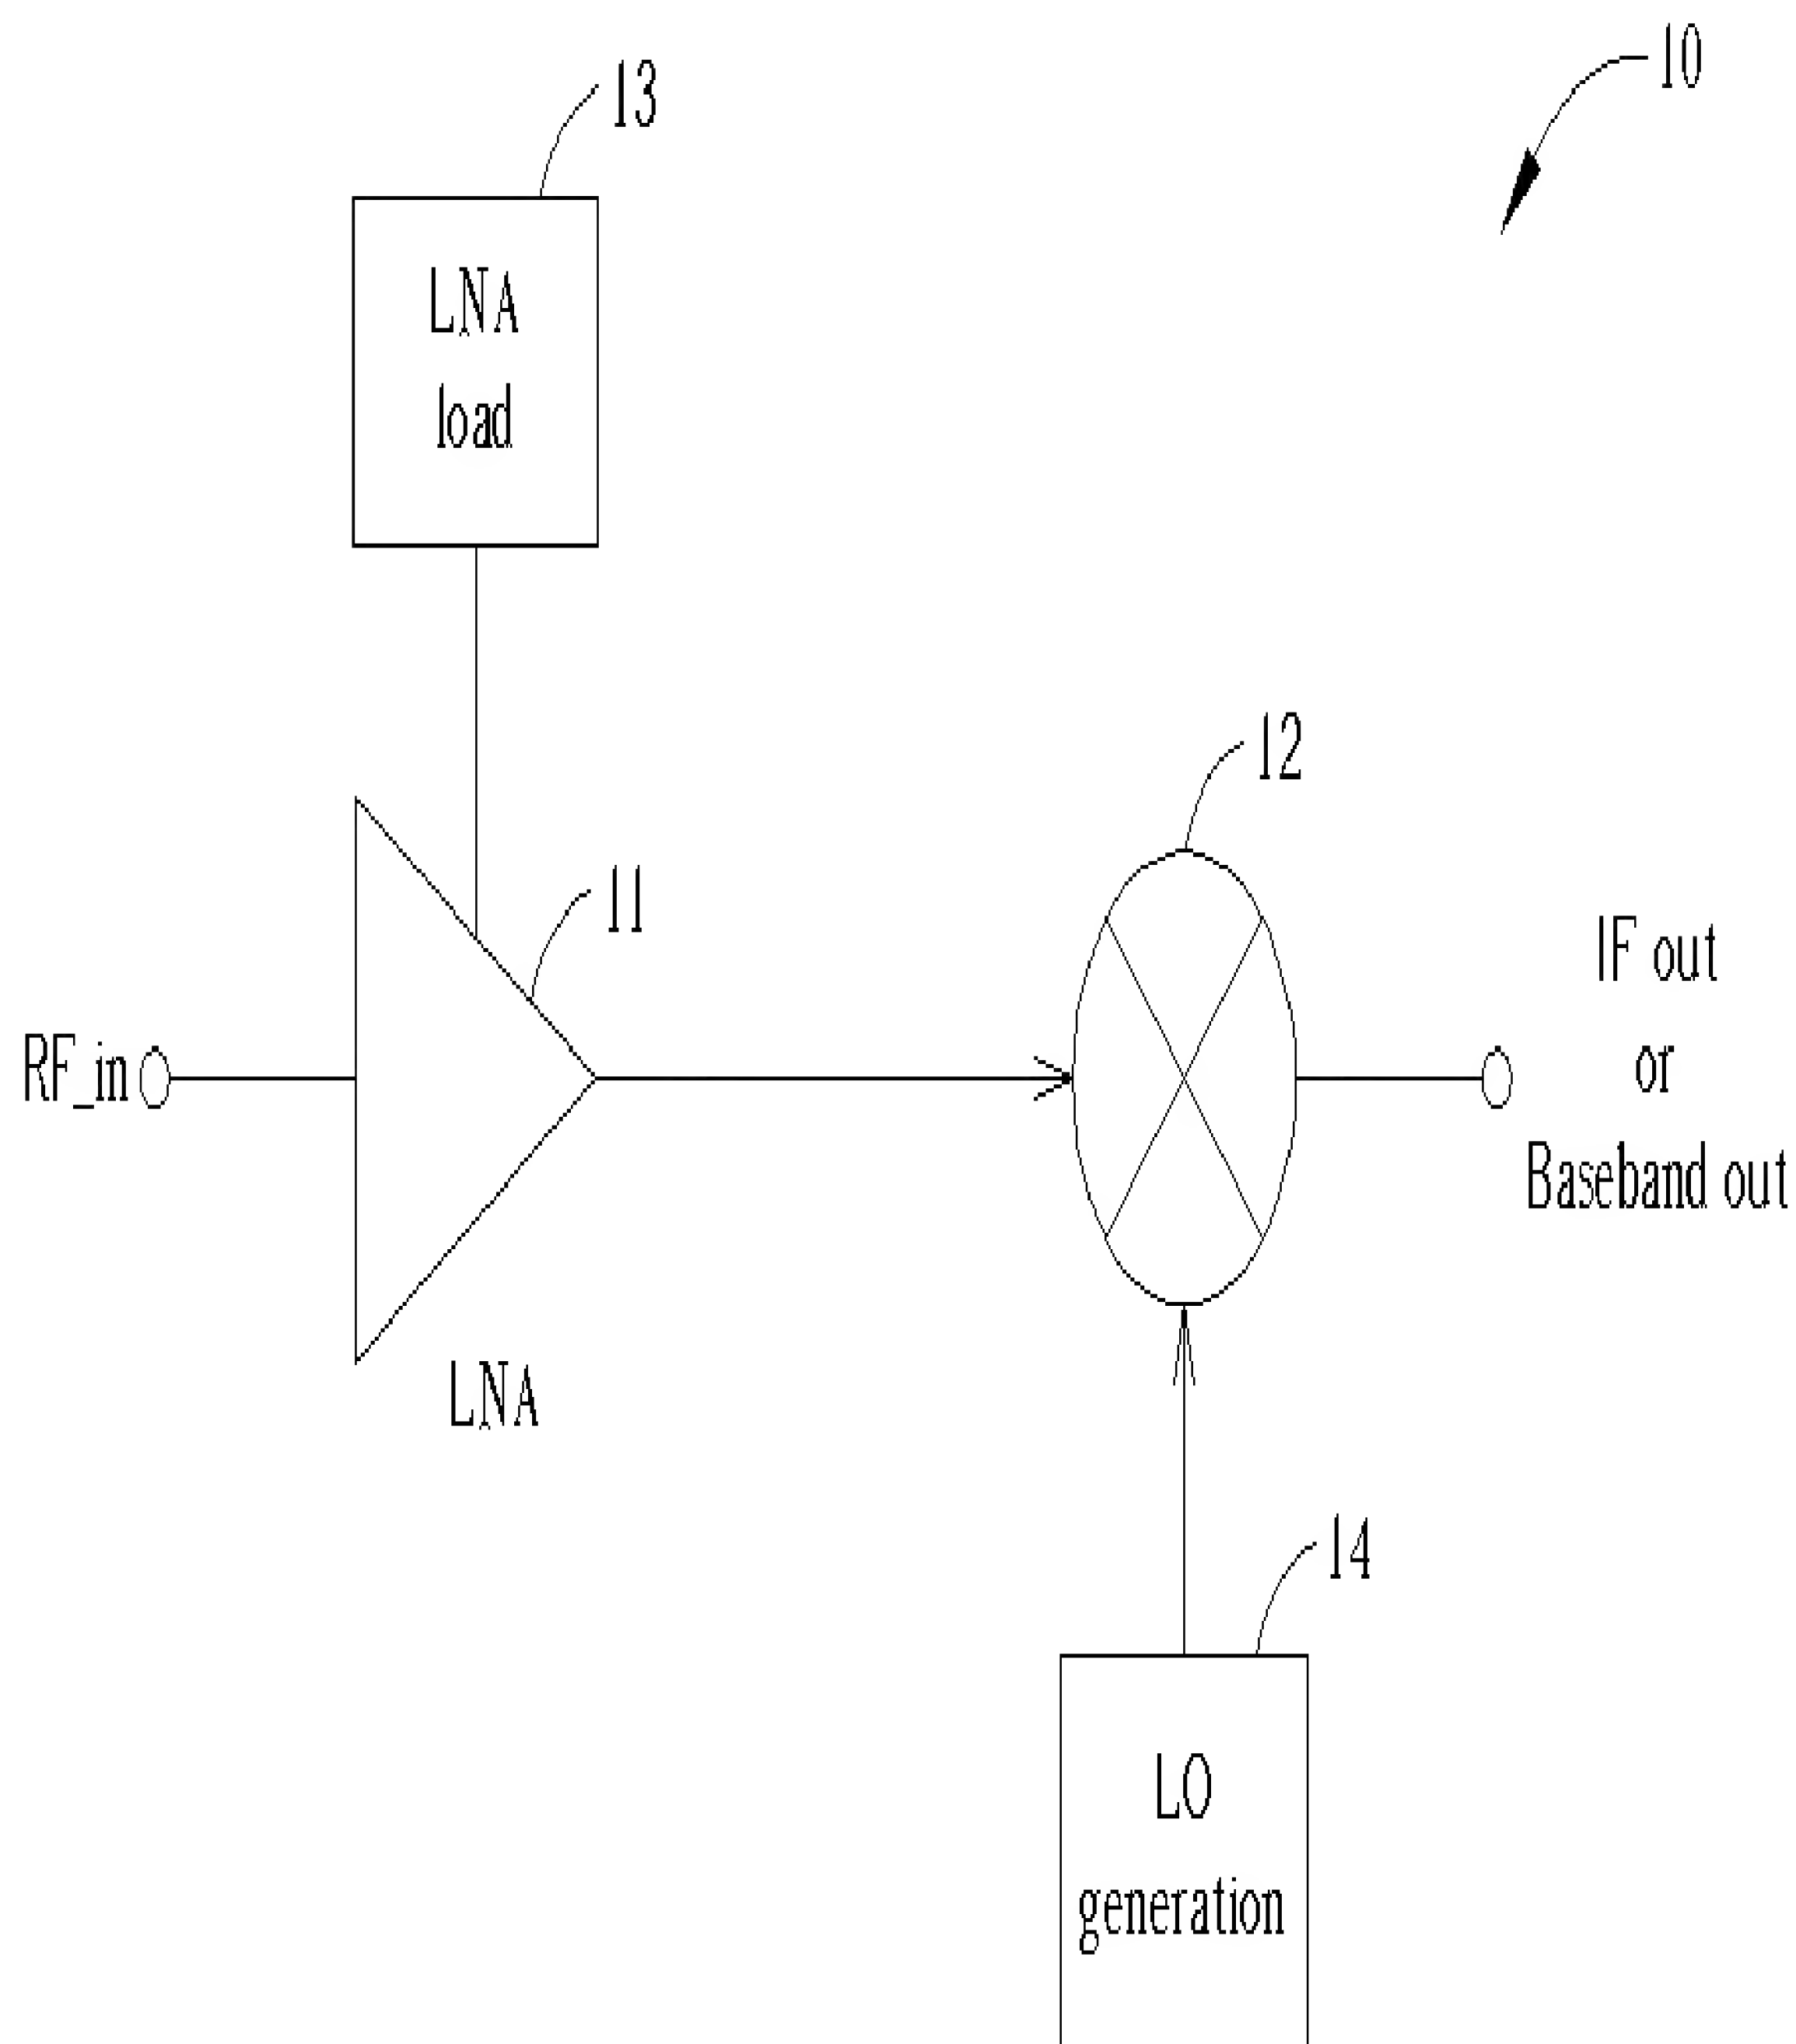 10
13
LNA
load
12
11
IF out
or
Baseband out
RF_in
LNA
14
LO
generation